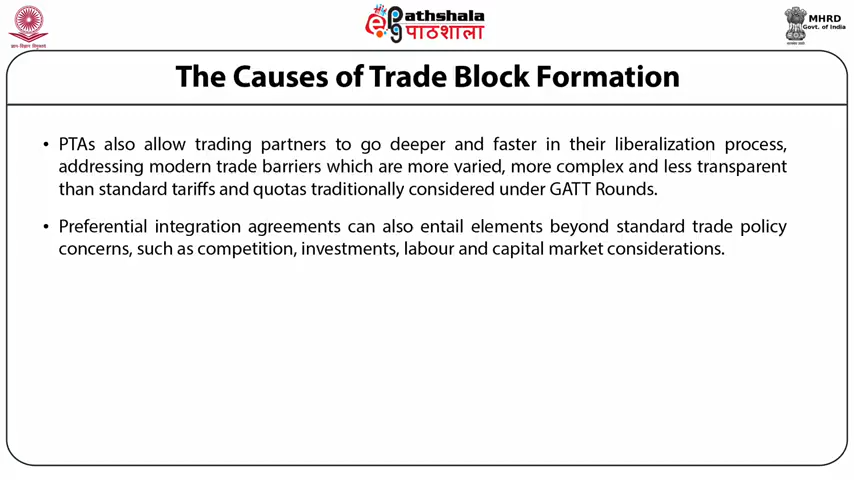 ज्ञान-विज्ञान विमुक्तये
e Pathshala
पाठशाला
MHRD
Govt. of India
The Causes of Trade Block Formation
• PTAs also allow trading partners to go deeper and faster in their liberalization process,
addressing modern trade barriers which are more varied, more complex and less transparent
than standard tariffs and quotas traditionally considered under GATT Rounds.
• Preferential integration agreements can also entail elements beyond standard trade policy
concerns, such as competition, investments, labour and capital market considerations.